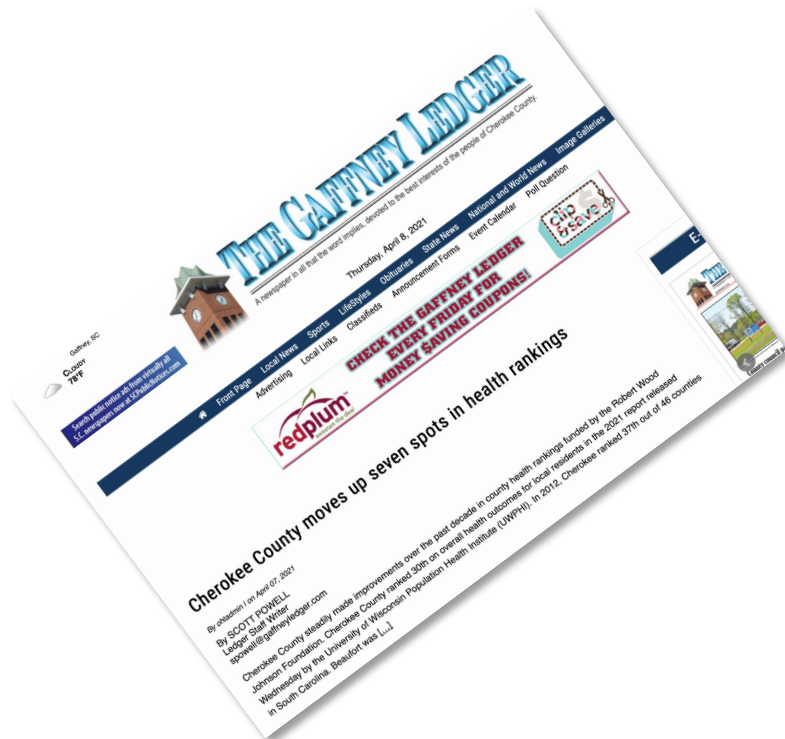 THE GAFFNEY LEDGER
A newspaper in all that the word implies, devoted to the best interests of the people of Cherokee County.
Thursday, April 8, 2021
Gaffney, SC
CLOUDY
78°F
Search public notice ads from virtually all
S.C. newspapers now at SCPublicNotices.com
Front Page Local News Sports LifeStyles Obituaries State News National and World News Image Galleries
Advertising Local Links Classifieds Announcement Forms Event Calendar Poll Question
redplum™
sweeten the deal
CHECK THE GAFFNEY LEDGER
EVERY FRIDAY FOR
MONEY $AVING COUPONS!
clip
& save
E-
THE
Cherokee County moves up seven spots in health rankings
By ohtadmin | on April 07, 2021
By SCOTT POWELL
Ledger Staff Writer
spowell@gaffneyledger.com
Cherokee County steadily made improvements over the past decade in county health rankings funded by the Robert Wood
Johnson Foundation. Cherokee County ranked 30th on overall health outcomes for local residents in the 2021 report released
Wednesday by the University of Wisconsin Population Health Institute (UWPHI). In 2012, Cherokee ranked 37th out of 46 counties
in South Carolina. Beaufort was [...]